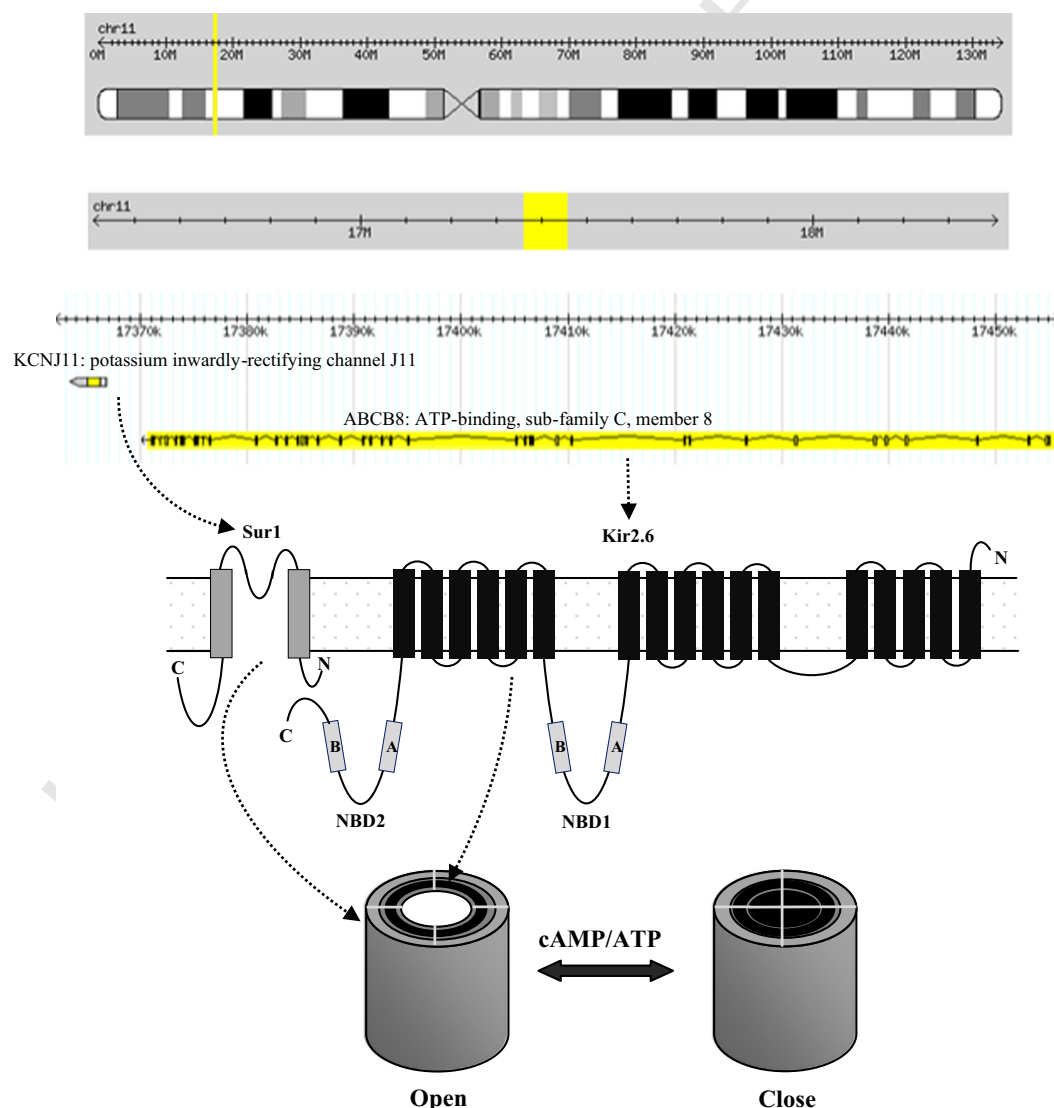 chr11
0M 10M 20M 30M 40M 50M 60M 70M 80M 90M 100M 110M 120M 130M
chr11
17M 18M
17370k 17380k 17390k 17400k 17410k 17420k 17430k 17440k 17450k
KCNJ11: potassium inwardly-rectifying channel J11
ABCB8: ATP-binding, sub-family C, member 8
Sur1 Kir2.6
N
C N
C B A B A
NBD2 NBD1
cAMP/ATP
Open Close